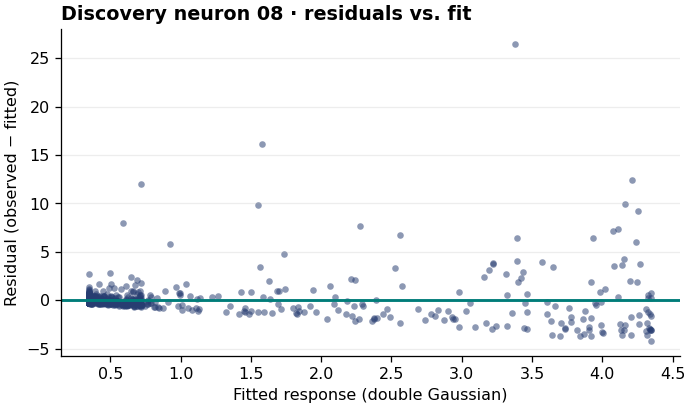 Discovery neuron 08 · residuals vs. fit
Residual (observed − fitted)
25
20
15
10
5
0
−5
0.5 1.0 1.5 2.0 2.5 3.0 3.5 4.0 4.5
Fitted response (double Gaussian)